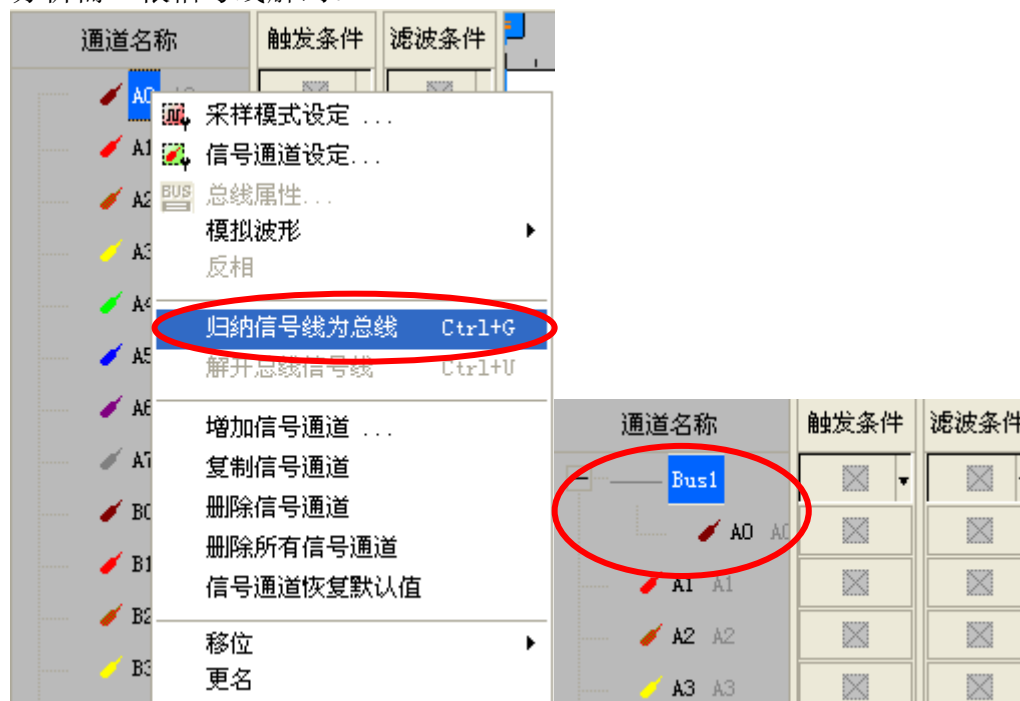 通道名称 触发条件 滤波条件
A0
采样模式设定 ...
A1
信号通道设定...
A2
BUS 总线属性...
模拟波形
A3
反相
A4
归纳信号线为总线 Ctrl+G
A5
解开总线信号线 Ctrl+U
A6
增加信号通道 ...
A7
复制信号通道
B0
删除信号通道
删除所有信号通道
B1
信号通道恢复默认值
B2
移位
B3
更名
通道名称 触发条件 滤波条件
Bus1
A0 A0
A1 A1
A2 A2
A3 A3